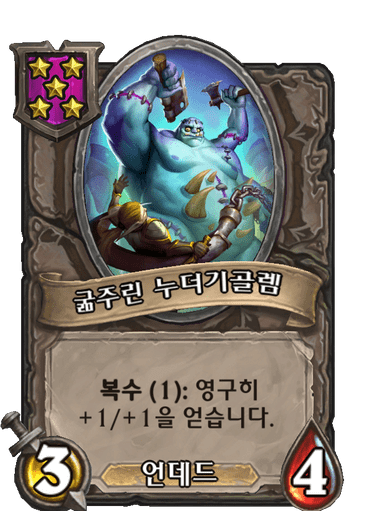 굶주린 누더기골렘
복수 (1): 영구히
+1/+1을 얻습니다.
3
언데드
4